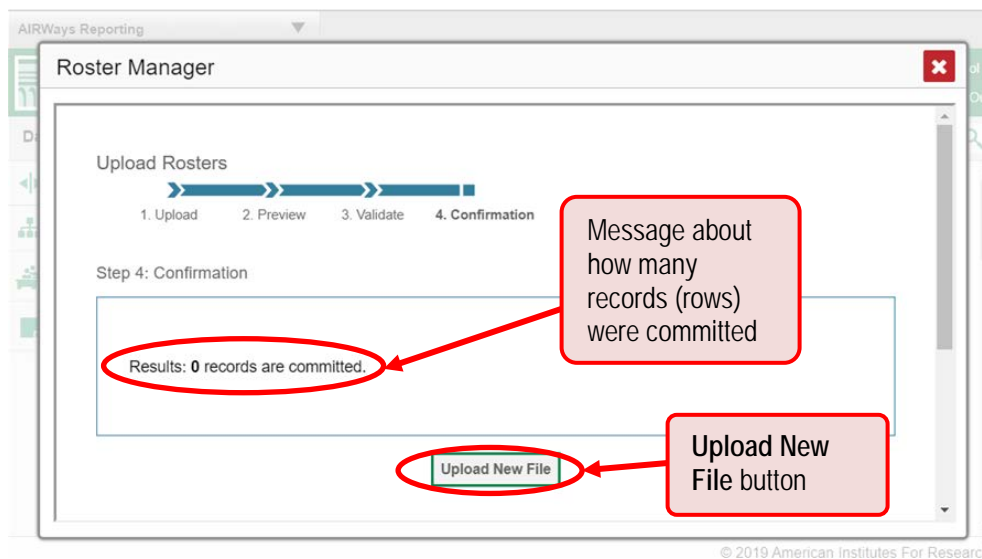 AIRWays Reporting
Roster Manager
Upload Rosters
1. Upload 2. Preview 3. Validate 4. Confirmation
Step 4: Confirmation
Message about
how many
records (rows)
were committed
Results: 0 records are committed.
Upload New File
Upload New
File button
© 2019 American Institutes For Researc